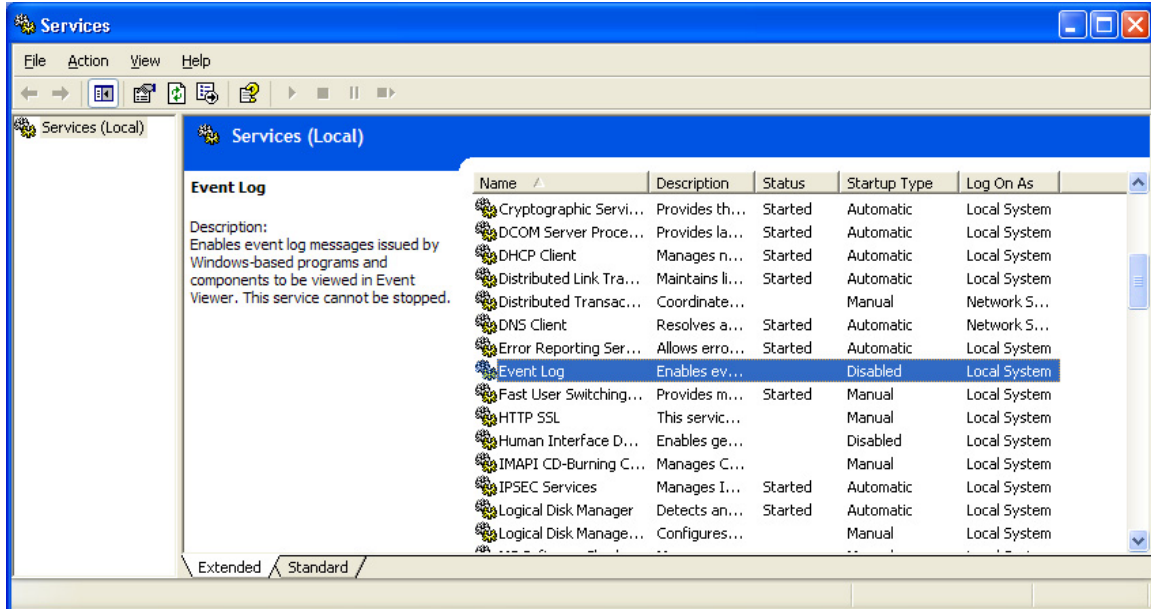 Services
File Action View Help
Services (Local)
Services (Local)
Event Log
Description:
Enables event log messages issued by
Windows-based programs and
components to be viewed in Event
Viewer. This service cannot be stopped.
Name Description Status Startup Type Log On As
Cryptographic Servi... Provides th... Started Automatic Local System
DCOM Server Proce... Provides la... Started Automatic Local System
DHCP Client Manages n... Started Automatic Local System
Distributed Link Tra... Maintains li... Started Automatic Local System
Distributed Transac... Coordinate... Manual Network S...
DNS Client Resolves a... Started Automatic Network S...
Error Reporting Ser... Allows erro... Started Automatic Local System
Event Log Enables ev... Disabled Local System
Fast User Switching... Provides m... Started Manual Local System
HTTP SSL This servic... Manual Local System
Human Interface D... Enables ge... Disabled Local System
IMAPI CD-Burning C... Manages C... Manual Local System
IPSEC Services Manages I... Started Automatic Local System
Logical Disk Manager Detects an... Started Automatic Local System
Logical Disk Manage... Configures... Manual Local System
Extended Standard